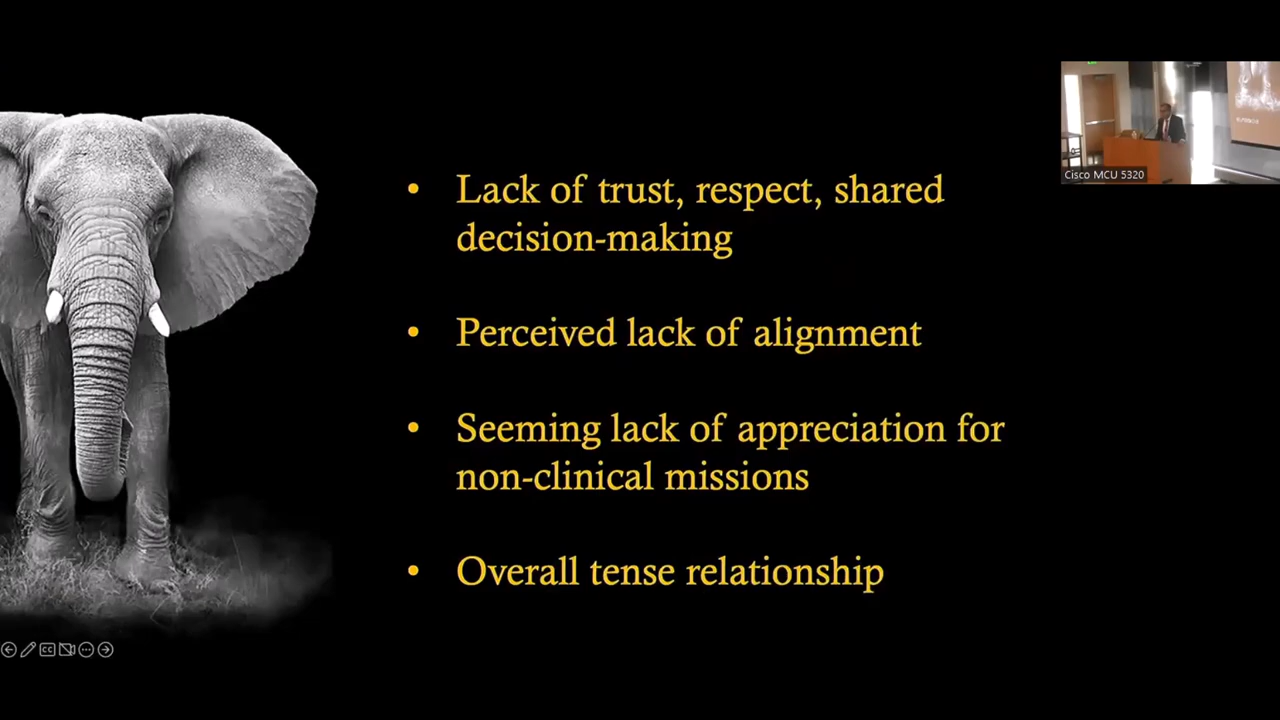 • Lack of trust, respect, shared
decision-making
• Perceived lack of alignment
• Seeming lack of appreciation for
non-clinical missions
• Overall tense relationship
Cisco MCU 5320
CC